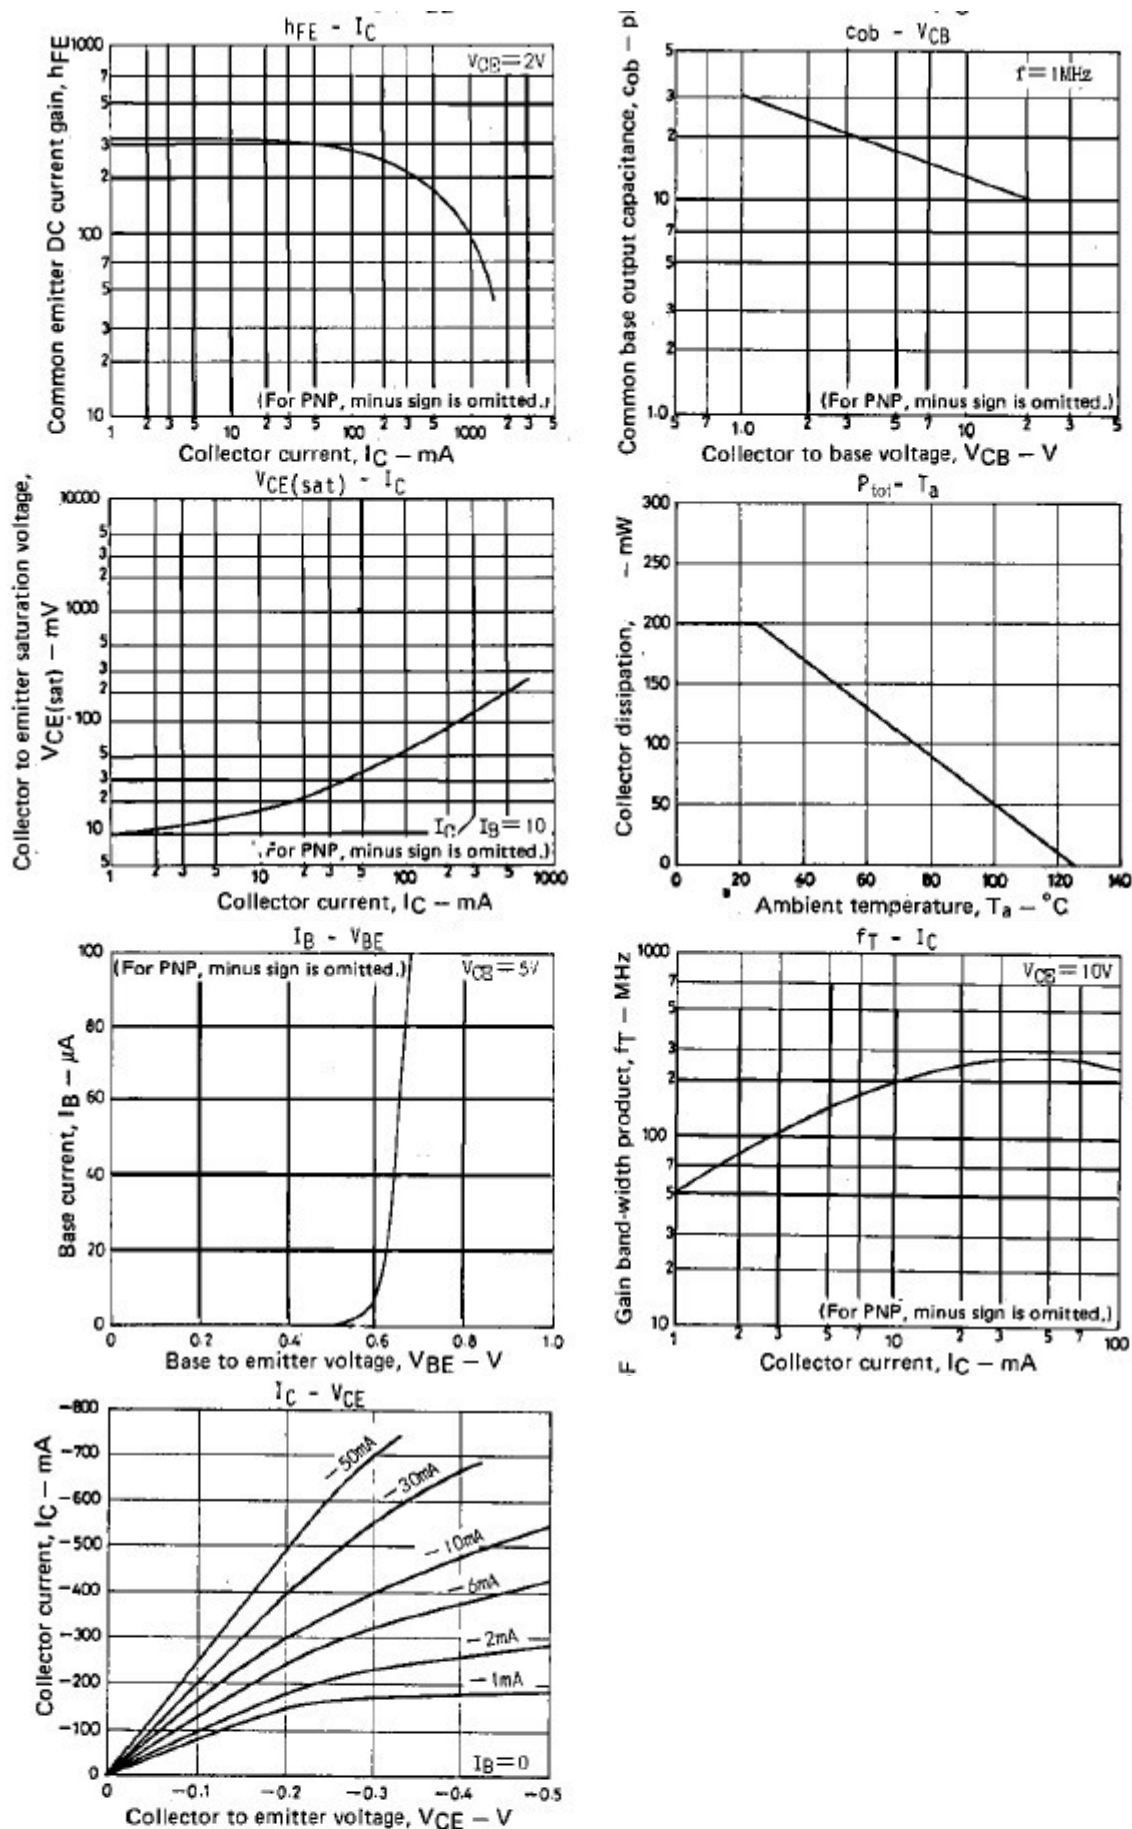 hFE - IC
Common emitter DC current gain, hFE
VCE=2V
1000
7
5
3
2
100
7
5
3
2
10
(For PNP, minus sign is omitted.)
1 2 3 5 10 2 3 5 100 2 3 5 1000 2 3 5
Collector current, IC – mA
cob - VCB
Common base output capacitance, cob – p
f=1MHz
5
3
2
10
7
5
3
2
1.0
(For PNP, minus sign is omitted.)
5 7 1.0 2 3 5 7 10 2 3 5
Collector to base voltage, VCB – V
VCE(sat) - IC
Collector to emitter saturation voltage,
VCE(sat) – mV
10000
5
3
2
1000
5
3
2
100
5
3
2
10
5
IC/IB=10
(For PNP, minus sign is omitted.)
1 2 3 5 10 2 3 5 100 2 3 5 1000
Collector current, IC – mA
Ptot- Ta
Collector dissipation, – mW
300
250
200
150
100
50
0
0 20 40 60 80 100 120 140
Ambient temperature, Ta – °C
IB - VBE
(For PNP, minus sign is omitted.)
VCE=5V
Base current, IB – μA
100
80
60
40
20
0
0 0.2 0.4 0.6 0.8 1.0
Base to emitter voltage, VBE – V
fT - IC
VCE=10V
Gain band-width product, fT – MHz
1000
7
5
3
2
100
7
5
3
2
10
(For PNP, minus sign is omitted.)
1 2 3 5 7 10 2 3 5 7 100
Collector current, IC – mA
F
IC - VCE
Collector current, IC – mA
-800
-700
-600
-500
-400
-300
-200
-100
0
-50mA
-30mA
-10mA
-6mA
-2mA
-1mA
IB=0
0 -0.1 -0.2 -0.3 -0.4 -0.5
Collector to emitter voltage, VCE – V